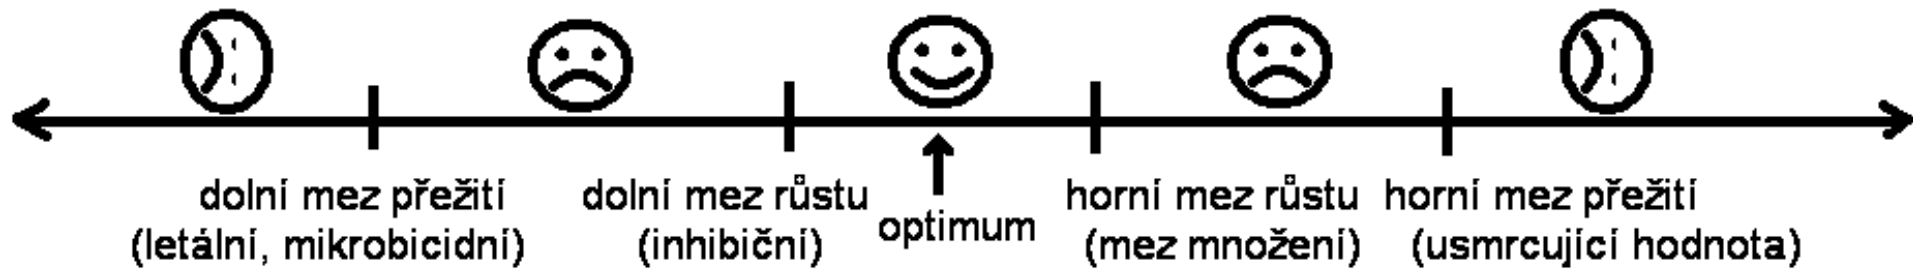 dolní mez přežití
(letální, mikrobicidní)
dolní mez růstu
(inhibiční)
optimum
horní mez růstu
(mez množení)
horní mez přežití
(usmrcující hodnota)